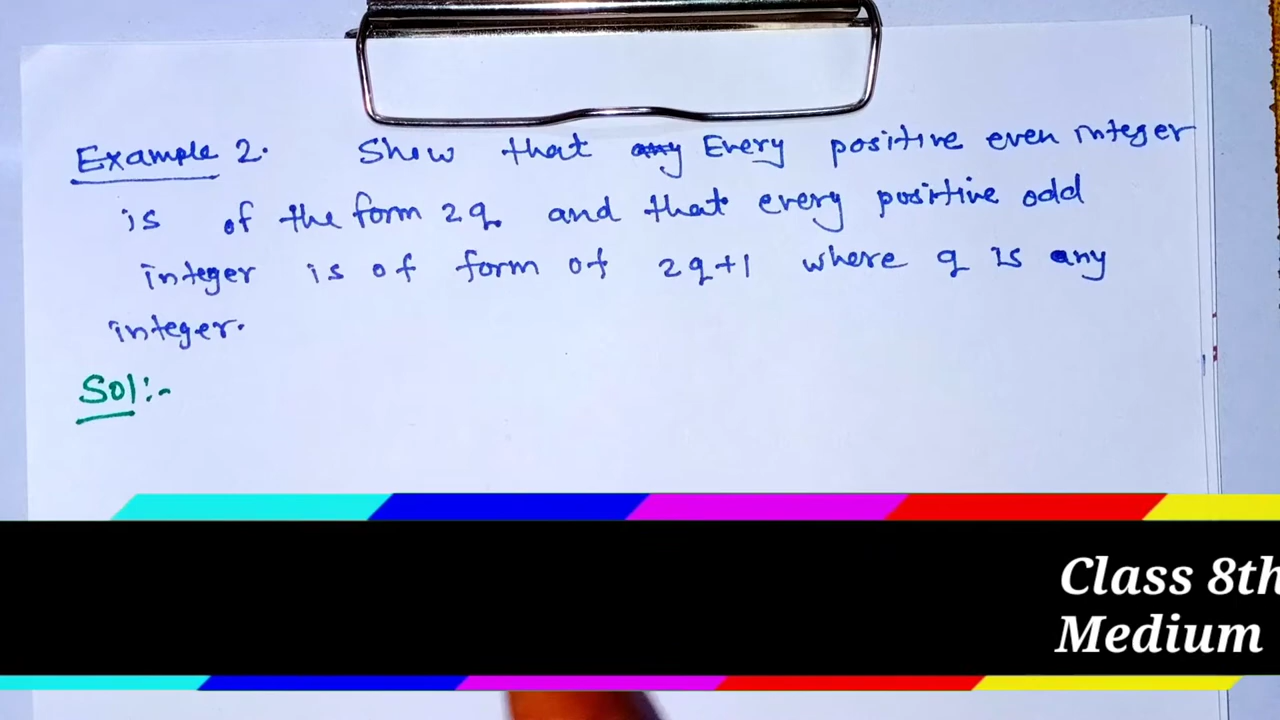 Example 2. Show that any Every positive even integer
is of the form 2q and that every positive odd
integer is of form of 2q+1 where q is any
integer.
Sol:-
Class 8th
Medium